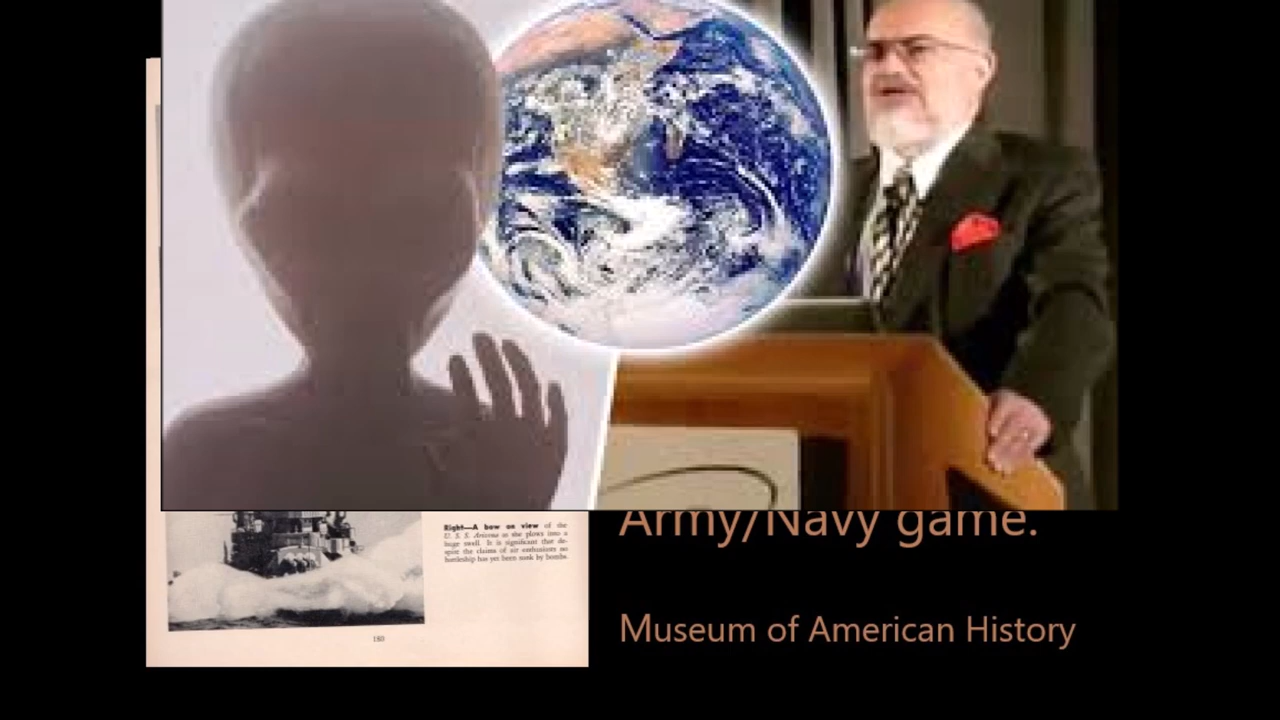 Right—A bow on view of the
U. S. S. Arizona as she plows into a
huge swell. It is significant that de-
spite the claims of air enthusiasts no
battleship has yet been sunk by bombs.
180
Army/Navy game.
Museum of American History